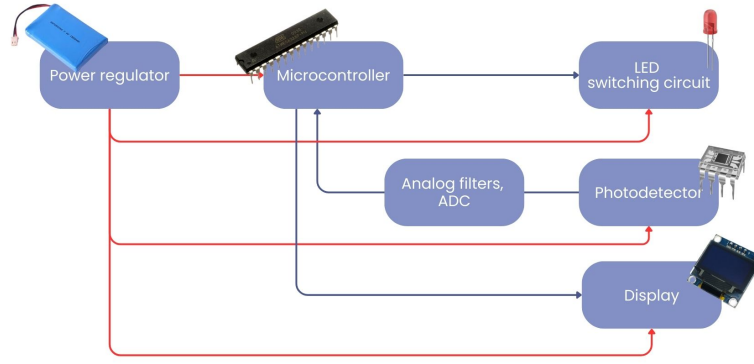 Power regulator
Microcontroller
LED
switching circuit
Analog filters,
ADC
Photodetector
Display